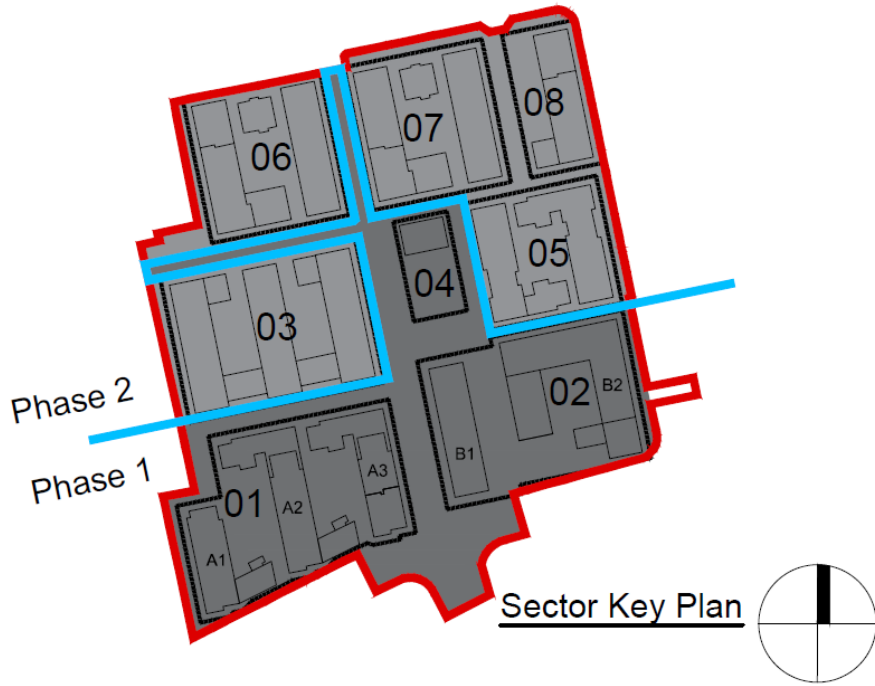 08
07
06
05
04
03
Phase 2
02
B2
B1
Phase 1
01
A3
A2
A1
Sector Key Plan